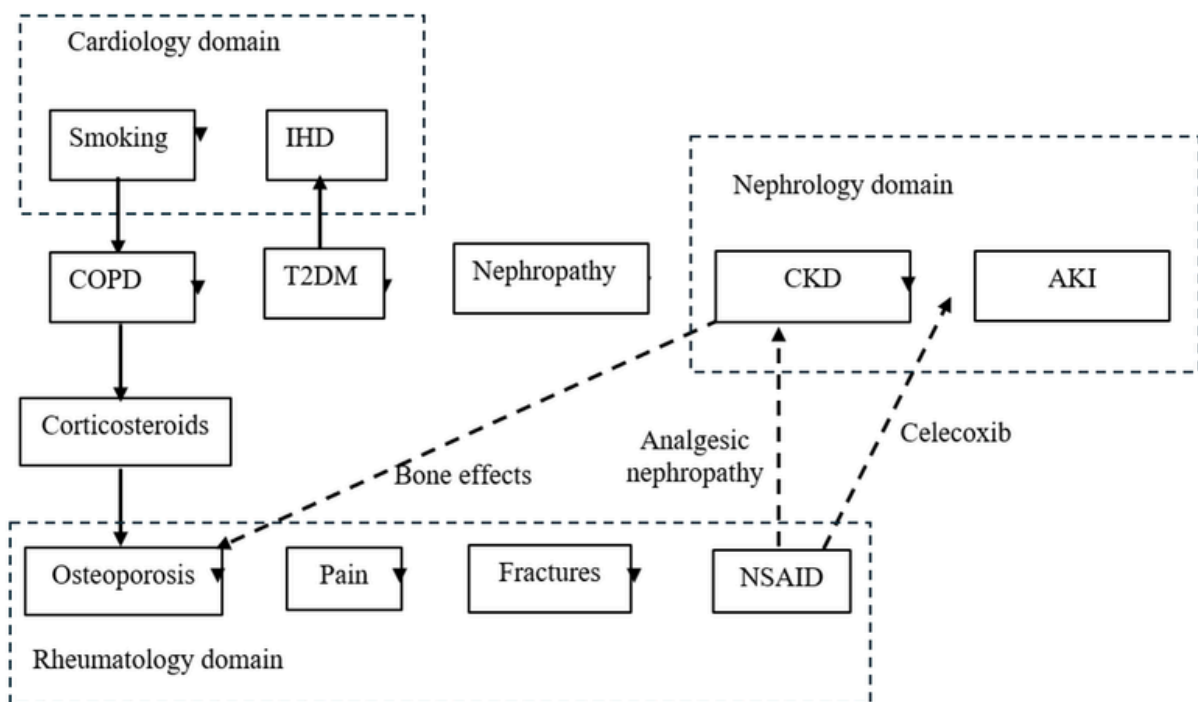 Cardiology domain
Smoking
IHD
Nephrology domain
COPD
T2DM
Nephropathy
CKD
AKI
Corticosteroids
Bone effects
Analgesic
nephropathy
Celecoxib
Osteoporosis
Pain
Fractures
NSAID
Rheumatology domain